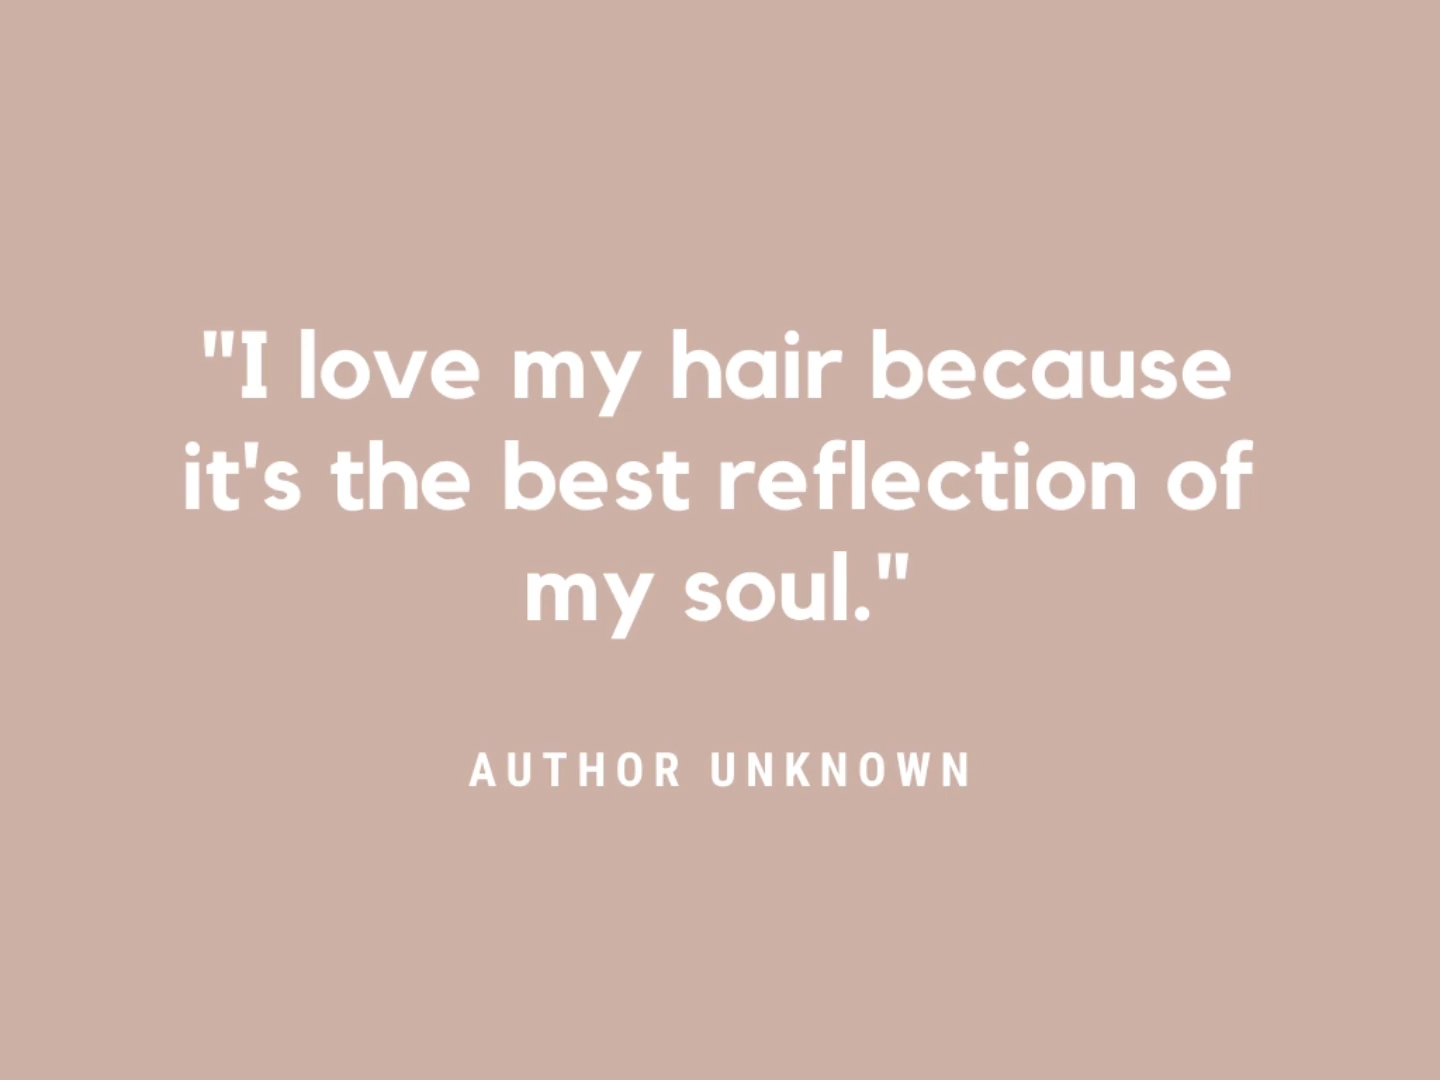 "I love my hair because
it's the best reflection of
my soul."
AUTHOR UNKNOWN